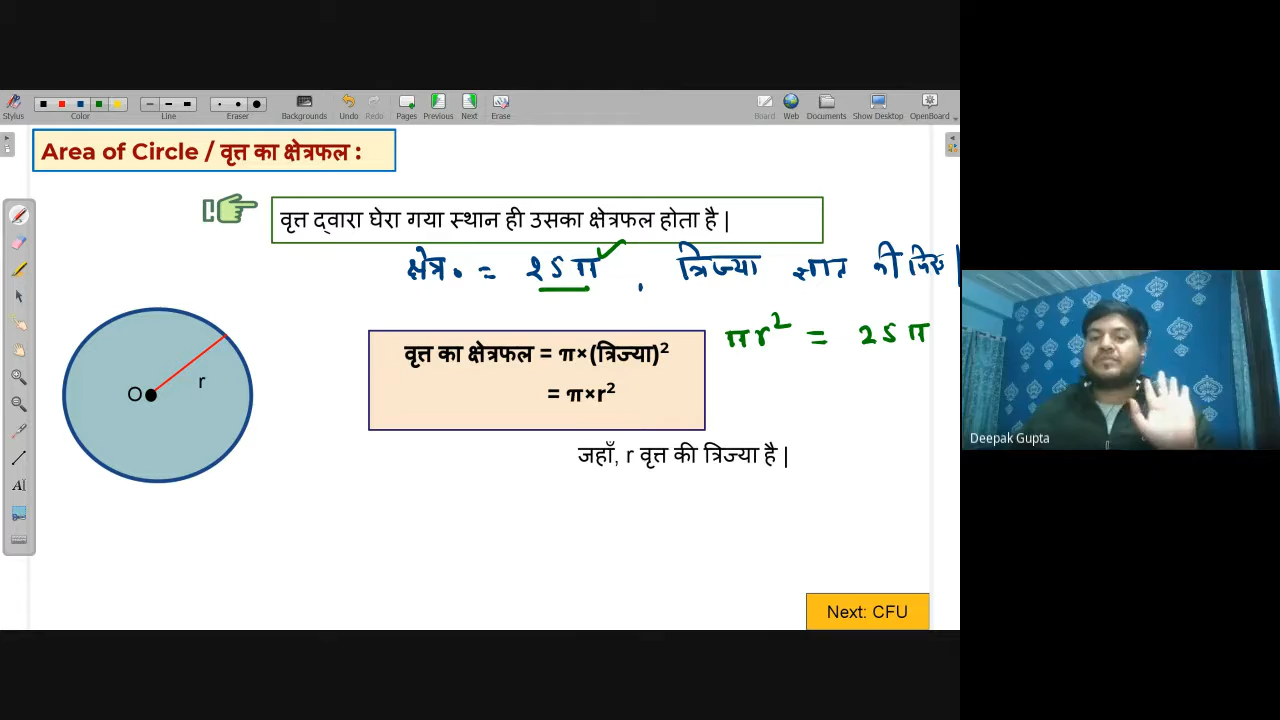 Stylus
Color
Line
Eraser
Backgrounds
Undo
Redo
Pages
Previous
Next
Erase
Board
Web
Documents
Show Desktop
OpenBoard
Area of Circle / वृत्त का क्षेत्रफल :
वृत्त द्वारा घेरा गया स्थान ही उसका क्षेत्रफल होता है |
क्षेत्र० = 25π , त्रिज्या ज्ञात कीजिए |
πr² = 25π
वृत्त का क्षेत्रफल = π×(त्रिज्या)²
= π×r²
O
r
जहाँ, r वृत्त की त्रिज्या है |
Next: CFU
Deepak Gupta